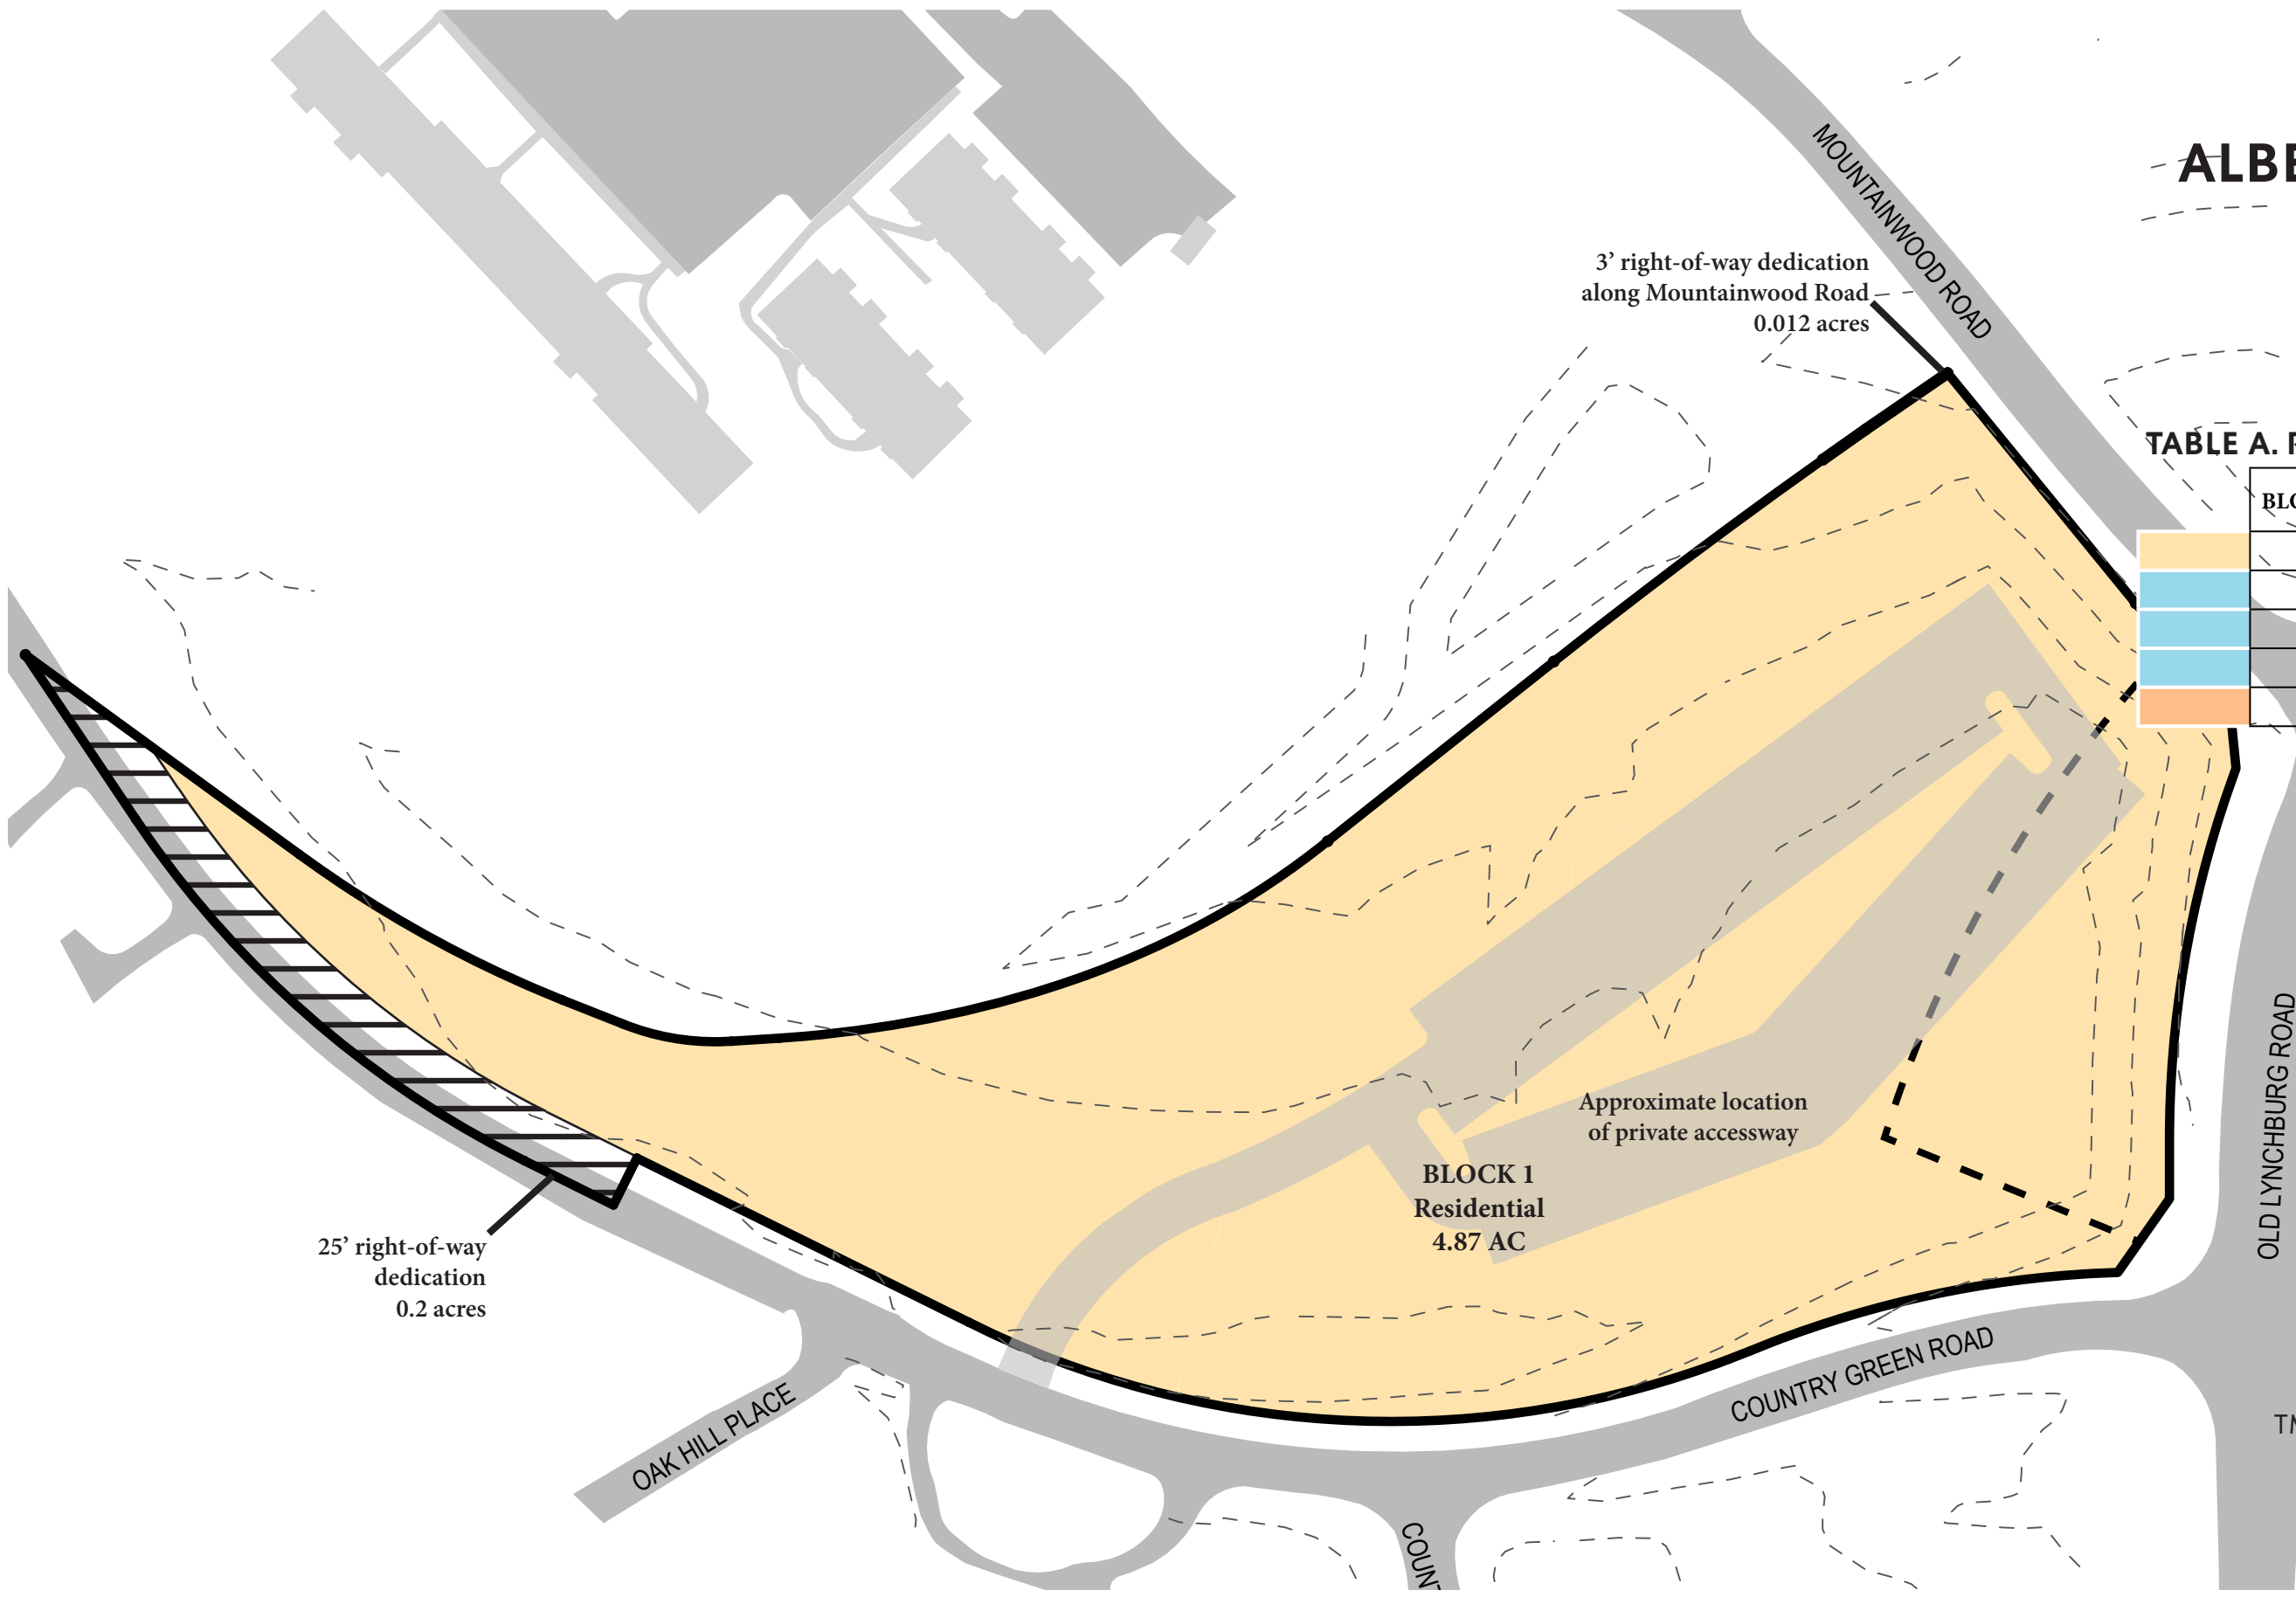 MOUNTAINWOOD ROAD
ALBE
3’ right-of-way dedication
along Mountainwood Road
0.012 acres
TABLE A.
Approximate location
of private accessway
BLOCK 1
Residential
4.87 AC
25’ right-of-way
dedication
0.2 acres
OLD LYNCHBURG ROAD
COUNTRY GREEN ROAD
OAK HILL PLACE
TM
COUNT